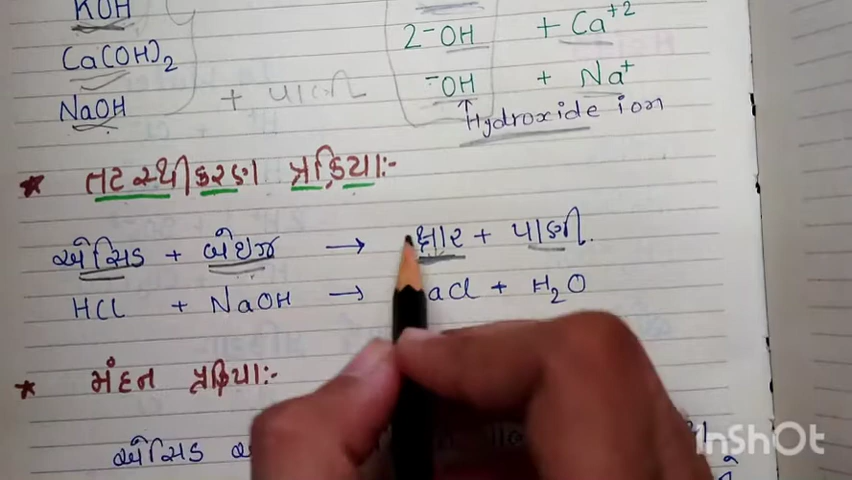 KOH
Ca(OH)₂ 2⁻OH + Ca⁺²
NaOH + પાણી ⁻OH + Na⁺
Hydroxide ion
* તટસ્થીકરણ પ્રક્રિયા:-
એસિડ + બેઇજ → ક્ષાર + પાણી.
HCl + NaOH → aCl + H₂O
* મંદન પ્રક્રિયા:-
એસિડ
InShOt